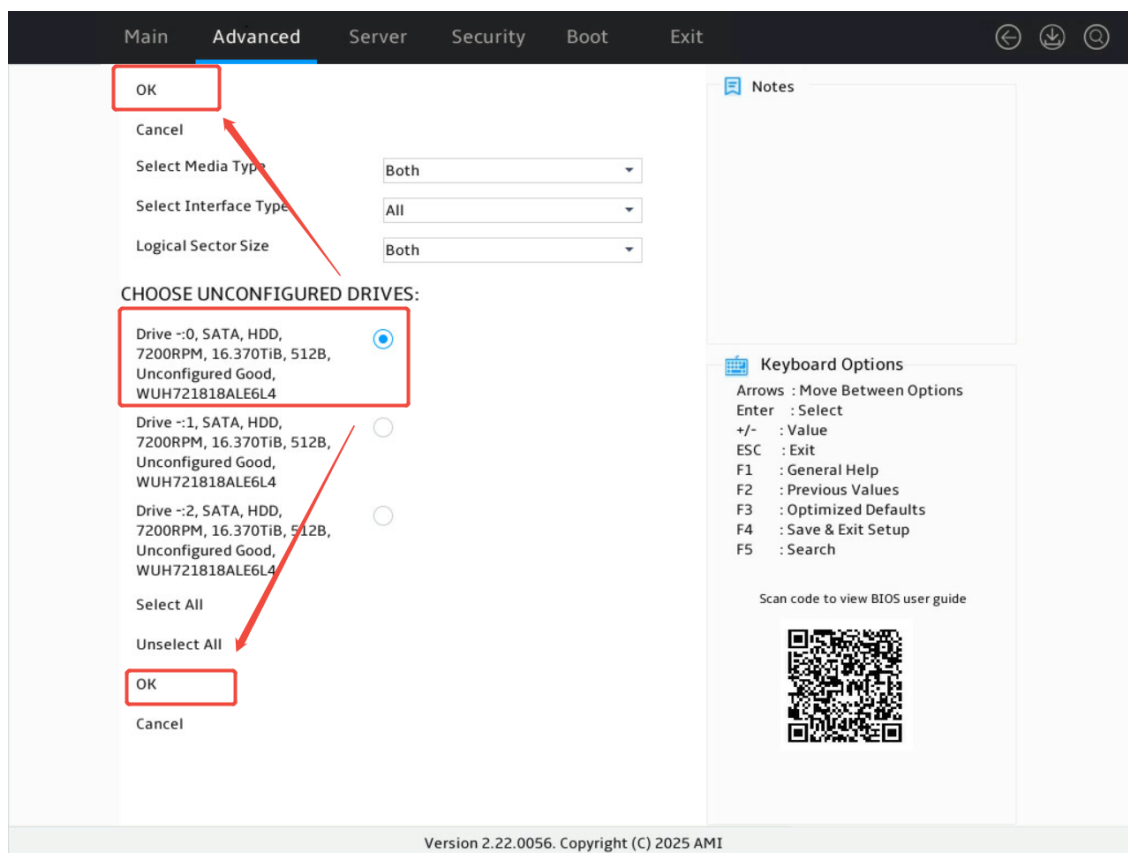 Main Advanced Server Security Boot Exit
OK
Cancel
Select Media Type
Both
Select Interface Type
All
Logical Sector Size
Both
CHOOSE UNCONFIGURED DRIVES:
Drive -:0, SATA, HDD,
7200RPM, 16.370TiB, 512B,
Unconfigured Good,
WUH721818ALE6L4
Drive -:1, SATA, HDD,
7200RPM, 16.370TiB, 512B,
Unconfigured Good,
WUH721818ALE6L4
Drive -:2, SATA, HDD,
7200RPM, 16.370TiB, 512B,
Unconfigured Good,
WUH721818ALE6L4
Select All
Unselect All
OK
Cancel
Notes
Keyboard Options
Arrows : Move Between Options
Enter : Select
+/- : Value
ESC : Exit
F1 : General Help
F2 : Previous Values
F3 : Optimized Defaults
F4 : Save & Exit Setup
F5 : Search
Scan code to view BIOS user guide
Version 2.22.0056. Copyright (C) 2025 AMI